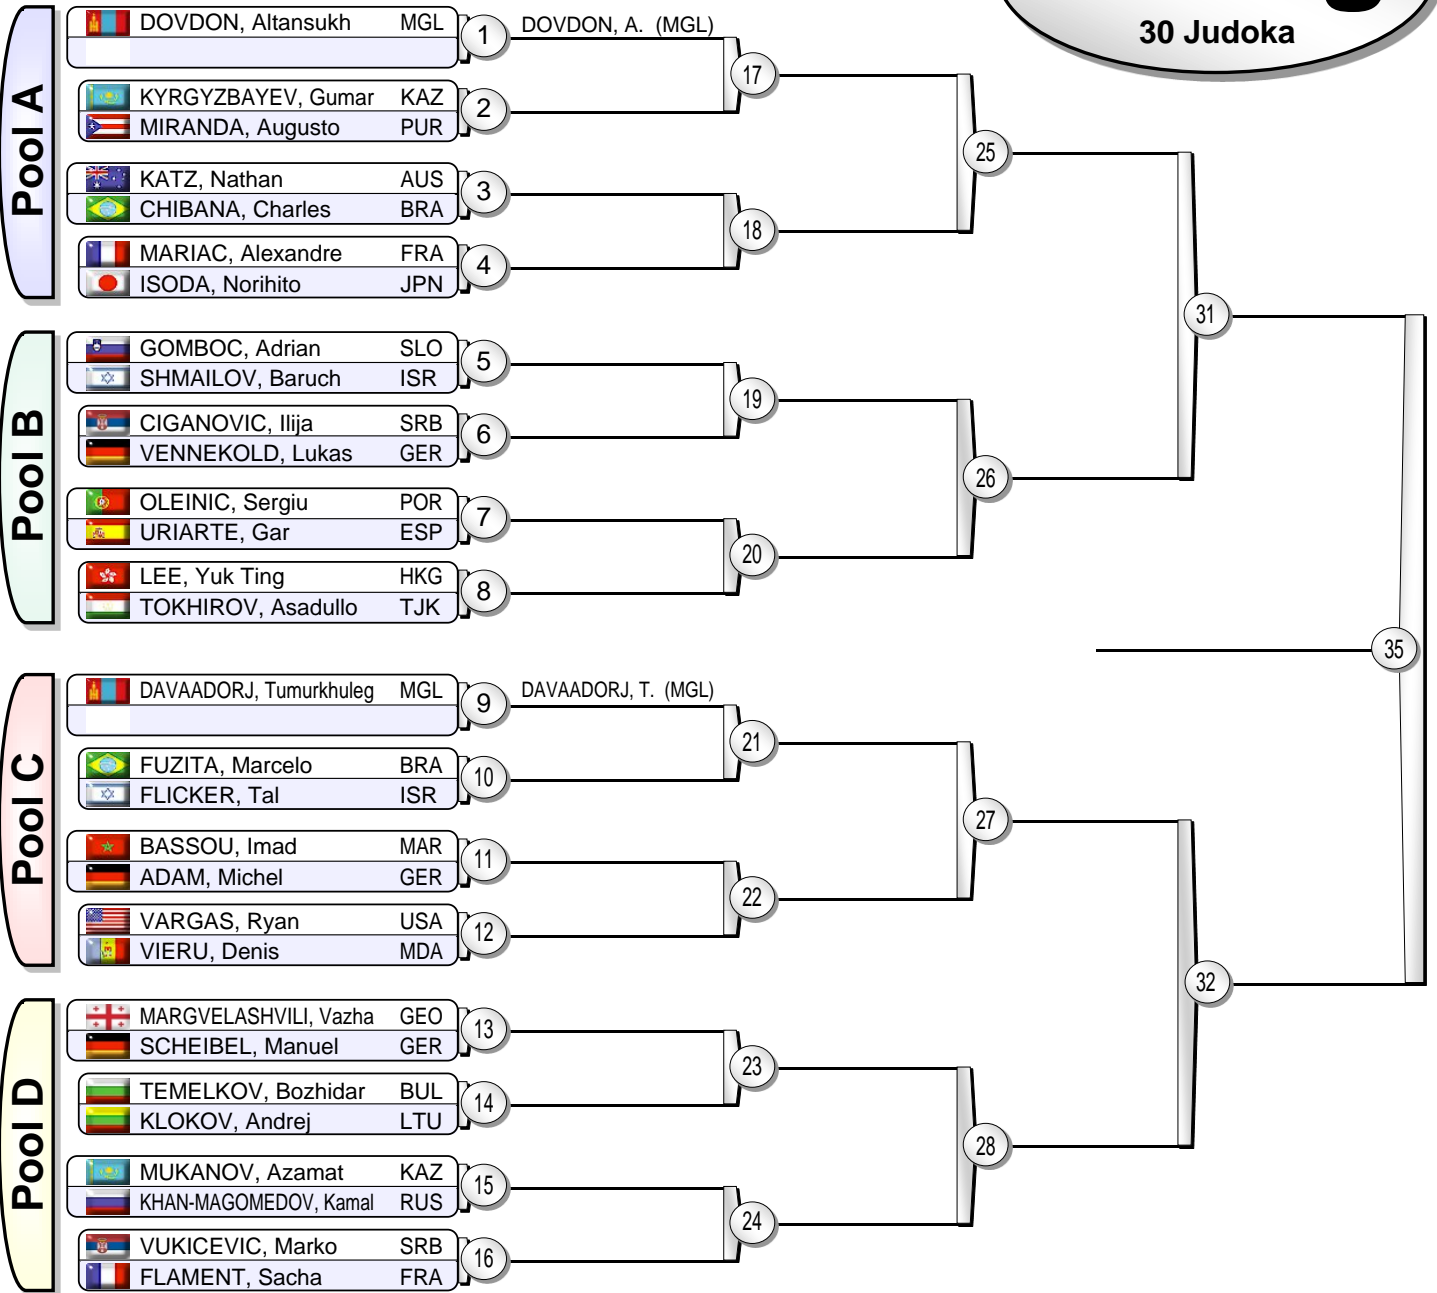 30 Judoka
Pool A
DOVDON, Altansukh MGL
1
DOVDON, A. (MGL)
KYRGYZBAYEV, Gumar KAZ
2
MIRANDA, Augusto PUR
17
KATZ, Nathan AUS
3
CHIBANA, Charles BRA
MARIAC, Alexandre FRA
4
ISODA, Norihito JPN
18
25
Pool B
GOMBOC, Adrian SLO
5
SHMAILOV, Baruch ISR
CIGANOVIC, Ilija SRB
6
VENNEKOLD, Lukas GER
19
OLEINIC, Sergiu POR
7
URIARTE, Gar ESP
LEE, Yuk Ting HKG
8
TOKHIROV, Asadullo TJK
20
26
31
Pool C
DAVAADORJ, Tumurkhuleg MGL
9
DAVAADORJ, T. (MGL)
FUZITA, Marcelo BRA
10
FLICKER, Tal ISR
21
BASSOU, Imad MAR
11
ADAM, Michel GER
VARGAS, Ryan USA
12
VIERU, Denis MDA
22
27
Pool D
MARGVELASHVILI, Vazha GEO
13
SCHEIBEL, Manuel GER
TEMELKOV, Bozhidar BUL
14
KLOKOV, Andrej LTU
23
MUKANOV, Azamat KAZ
15
KHAN-MAGOMEDOV, Kamal RUS
VUKICEVIC, Marko SRB
16
FLAMENT, Sacha FRA
24
28
32
35